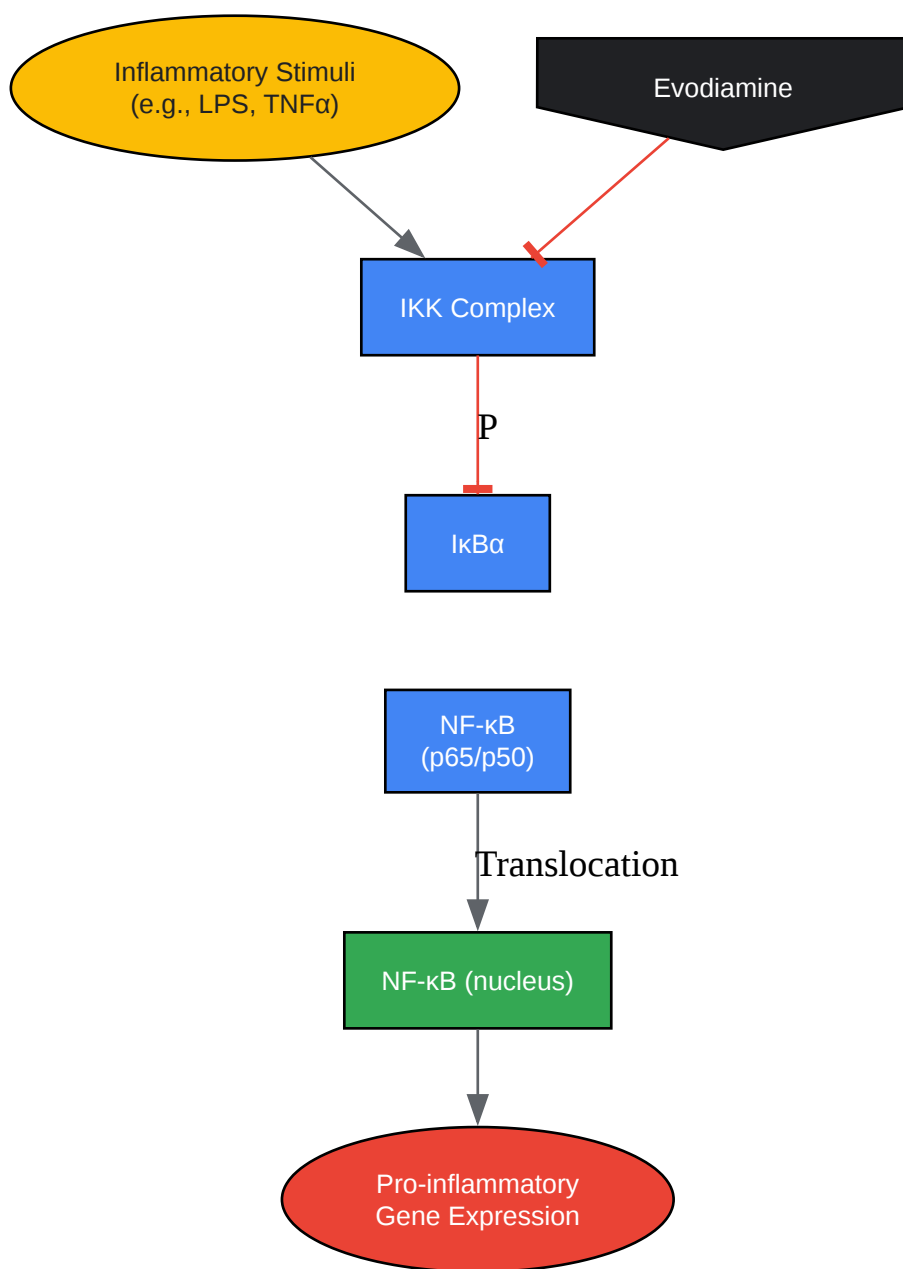 Inflammatory Stimuli
(e.g., LPS, TNFα)
Evodiamine
IKK Complex
P
IκBα
NF-κB
(p65/p50)
Translocation
NF-κB (nucleus)
Pro-inflammatory
Gene Expression